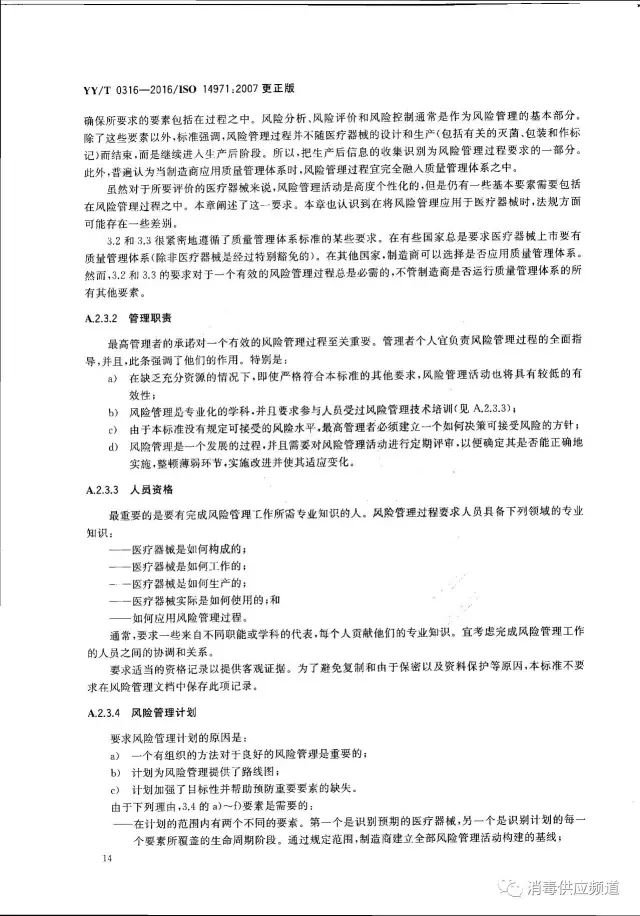 YY/T 0316—2016/ISO 14971:2007更正版
确保所要求的要素包括在过程之中。风险分析、风险评价和风险控制通常是作为风险管理的基本部分。
除了这些要素以外,标准强调,风险管理过程并不随医疗器械的设计和生产(包括有关的灭菌、包装和作标
记)而结束,而是继续进入生产后阶段。所以,把生产后信息的收集识别为风险管理过程要求的一部分。
此外,普遍认为当制造商应用质量管理体系时,风险管理过程宜完全融入质量管理体系之中。
虽然对于所要评价的医疗器械来说,风险管理活动是高度个性化的,但是仍有一些基本要素需要包括
在风险管理过程之中。本章阐述了这一要求。本章也认识到在将风险管理应用于医疗器械时,法规方面
可能存在一些差别。
3.2和3.3很紧密地遵循了质量管理体系标准的某些要求。在有些国家总是要求医疗器械上市要有
质量管理体系(除非医疗器械是经过特别豁免的)。在其他国家,制造商可以选择是否应用质量管理体系。
然而,3.2和3.3的要求对于一个有效的风险管理过程总是必需的,不管制造商是否运行质量管理体系的所
有其他要素。
A.2.3.2 管理职责
最高管理者的承诺对一个有效的风险管理过程至关重要。管理者个人宜负责风险管理过程的全面指
导,并且,此条强调了他们的作用。特别是:
a) 在缺乏充分资源的情况下,即使严格符合本标准的其他要求,风险管理活动也将具有较低的有
效性;
b) 风险管理是专业化的学科,并且要求参与人员受过风险管理技术培训(见A.2.3.3);
c) 由于本标准没有规定可接受的风险水平,最高管理者必须建立一个如何决策可接受风险的方针;
d) 风险管理是一个发展的过程,并且需要对风险管理活动进行定期评审,以便确定其是否能正确地
实施,整顿薄弱环节,实施改进并使其适应变化。
A.2.3.3 人员资格
最重要的是要有完成风险管理工作所需专业知识的人。风险管理过程要求人员具备下列领域的专业
知识:
——医疗器械是如何构成的;
——医疗器械是如何工作的;
——医疗器械是如何生产的;
——医疗器械实际是如何使用的;和
——如何应用风险管理过程。
通常,要求一些来自不同职能或学科的代表,每个人贡献他们的专业知识。宜考虑完成风险管理工作
的人员之间的协调和关系。
要求适当的资格记录以提供客观证据。为了避免复制和由于保密以及资料保护等原因,本标准不要
求在风险管理文档中保存此项记录。
A.2.3.4 风险管理计划
要求风险管理计划的原因是:
a) 一个有组织的方法对于良好的风险管理是重要的;
b) 计划为风险管理提供了路线图;
c) 计划加强了目标性并帮助预防重要要素的缺失。
由于下列理由,3.4的a)~f)要素是需要的:
——在计划的范围内有两个不同的要素。第一个是识别预期的医疗器械,另一个是识别计划的每一
个要素所覆盖的生命周期阶段。通过规定范围,制造商建立全部风险管理活动构建的基线;
14
消毒供应频道